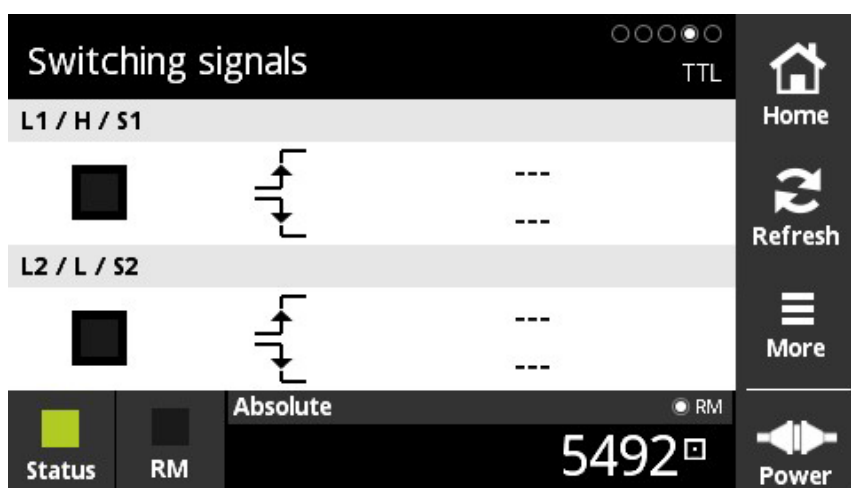 Switching signals
TTL
L1 / H / S1
---
---
L2 / L / S2
---
---
Status
RM
Absolute
RM
5492
Home
Refresh
More
Power